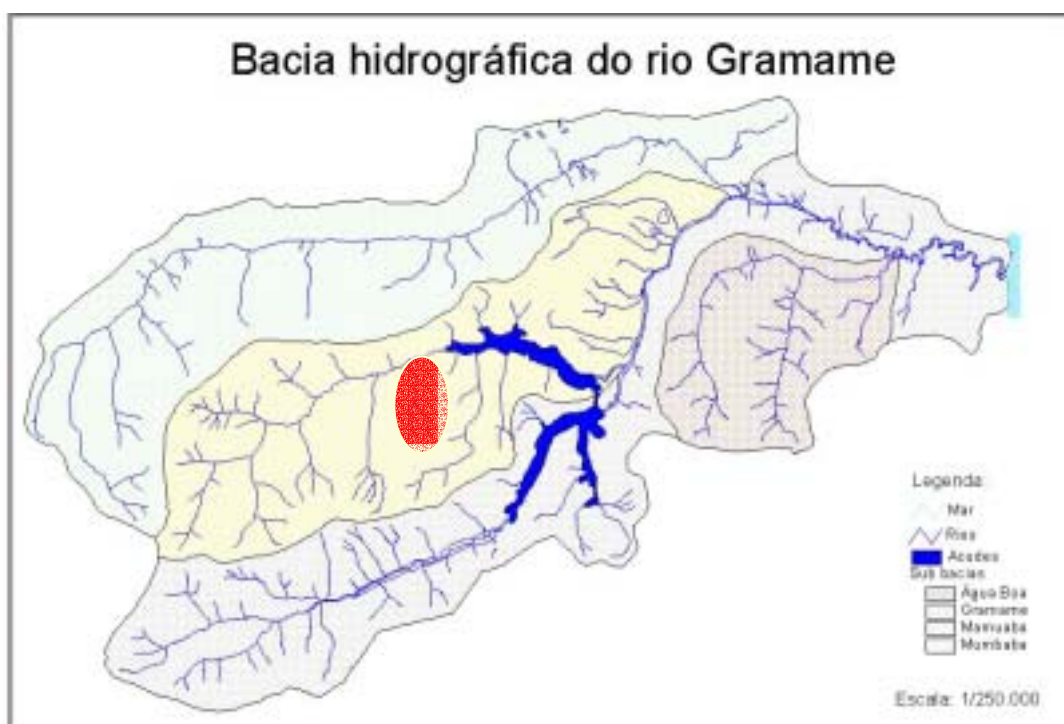 Bacia hidrográfica do rio Gramame
Legenda:
Mar
Rios
Acudes
Sub bacias
Água Boa
Gramame
Mamuaba
Mumbaba
Escala: 1/250.000